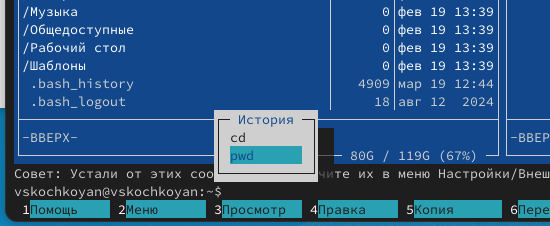 /Музыка 0 фев 19 13:39
/Общедоступные 0 фев 19 13:39
/Рабочий стол 0 фев 19 13:39
/Шаблоны 0 фев 19 13:39
.bash_history 4909 мар 19 12:44
.bash_logout 18 авг 12 2024
История
cd
pwd
-ВВЕРХ-
-ВВЕР
80G / 119G (67%)
Совет: Устали от этих соо чите их в меню Настройки/Внеш
vskochkoyan@vskochkoyan:~$
1Помощь 2Меню 3Просмотр 4Правка 5Копия 6Пере